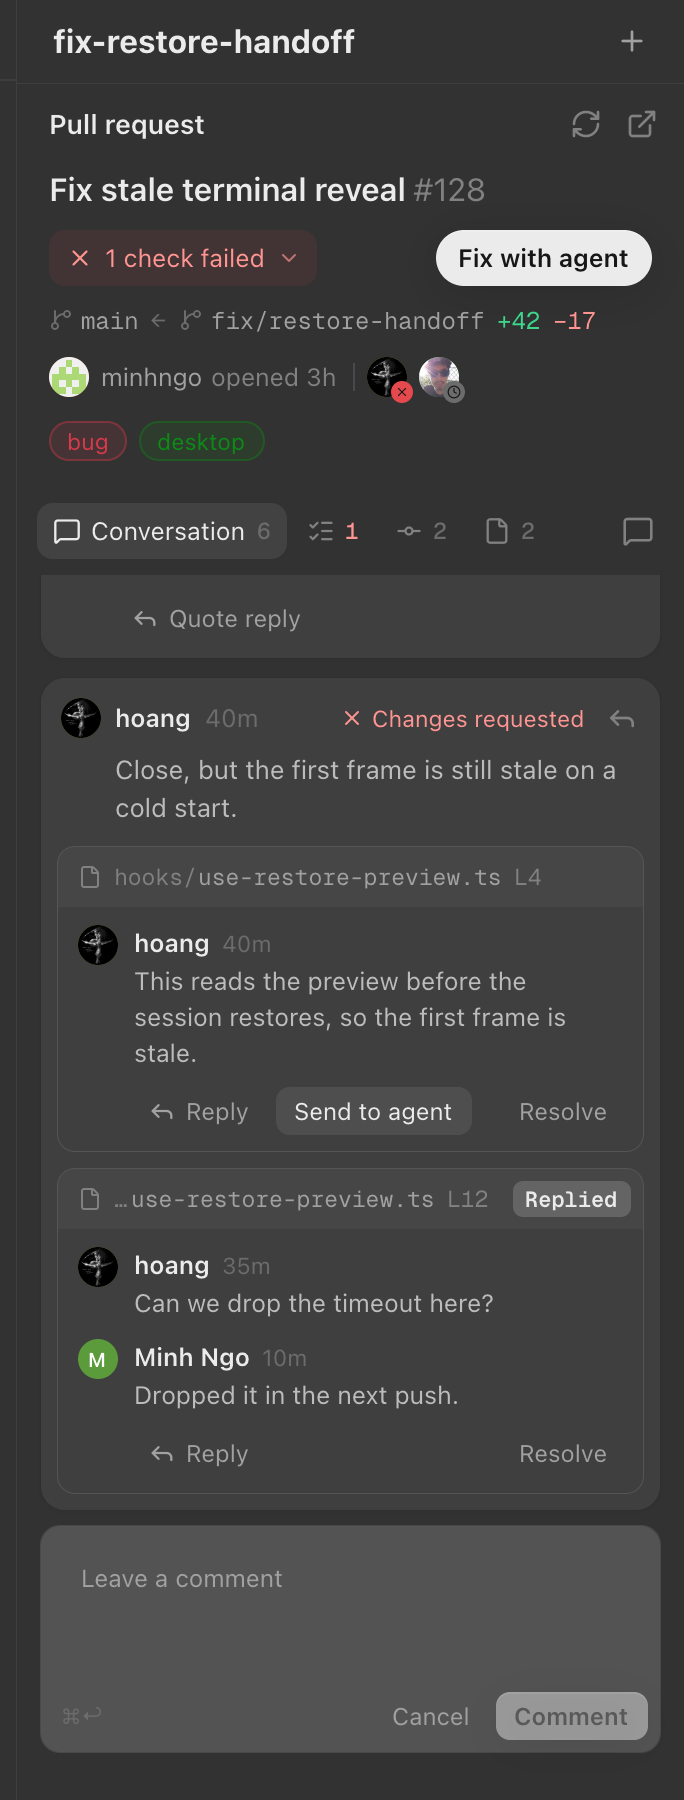 fix-restore-handoff
Pull request
Fix stale terminal reveal #128
1 check failed
Fix with agent
main ← fix/restore-handoff +42 −17
minhngo opened 3h
bug desktop
Conversation 6 1 2 2
Quote reply
hoang 40m Changes requested
Close, but the first frame is still stale on a
cold start.
hooks/use-restore-preview.ts L4
hoang 40m
This reads the preview before the
session restores, so the first frame is
stale.
Reply Send to agent Resolve
…use-restore-preview.ts L12 Replied
hoang 35m
Can we drop the timeout here?
M Minh Ngo 10m
Dropped it in the next push.
Reply Resolve
Leave a comment
⌘↩ Cancel Comment